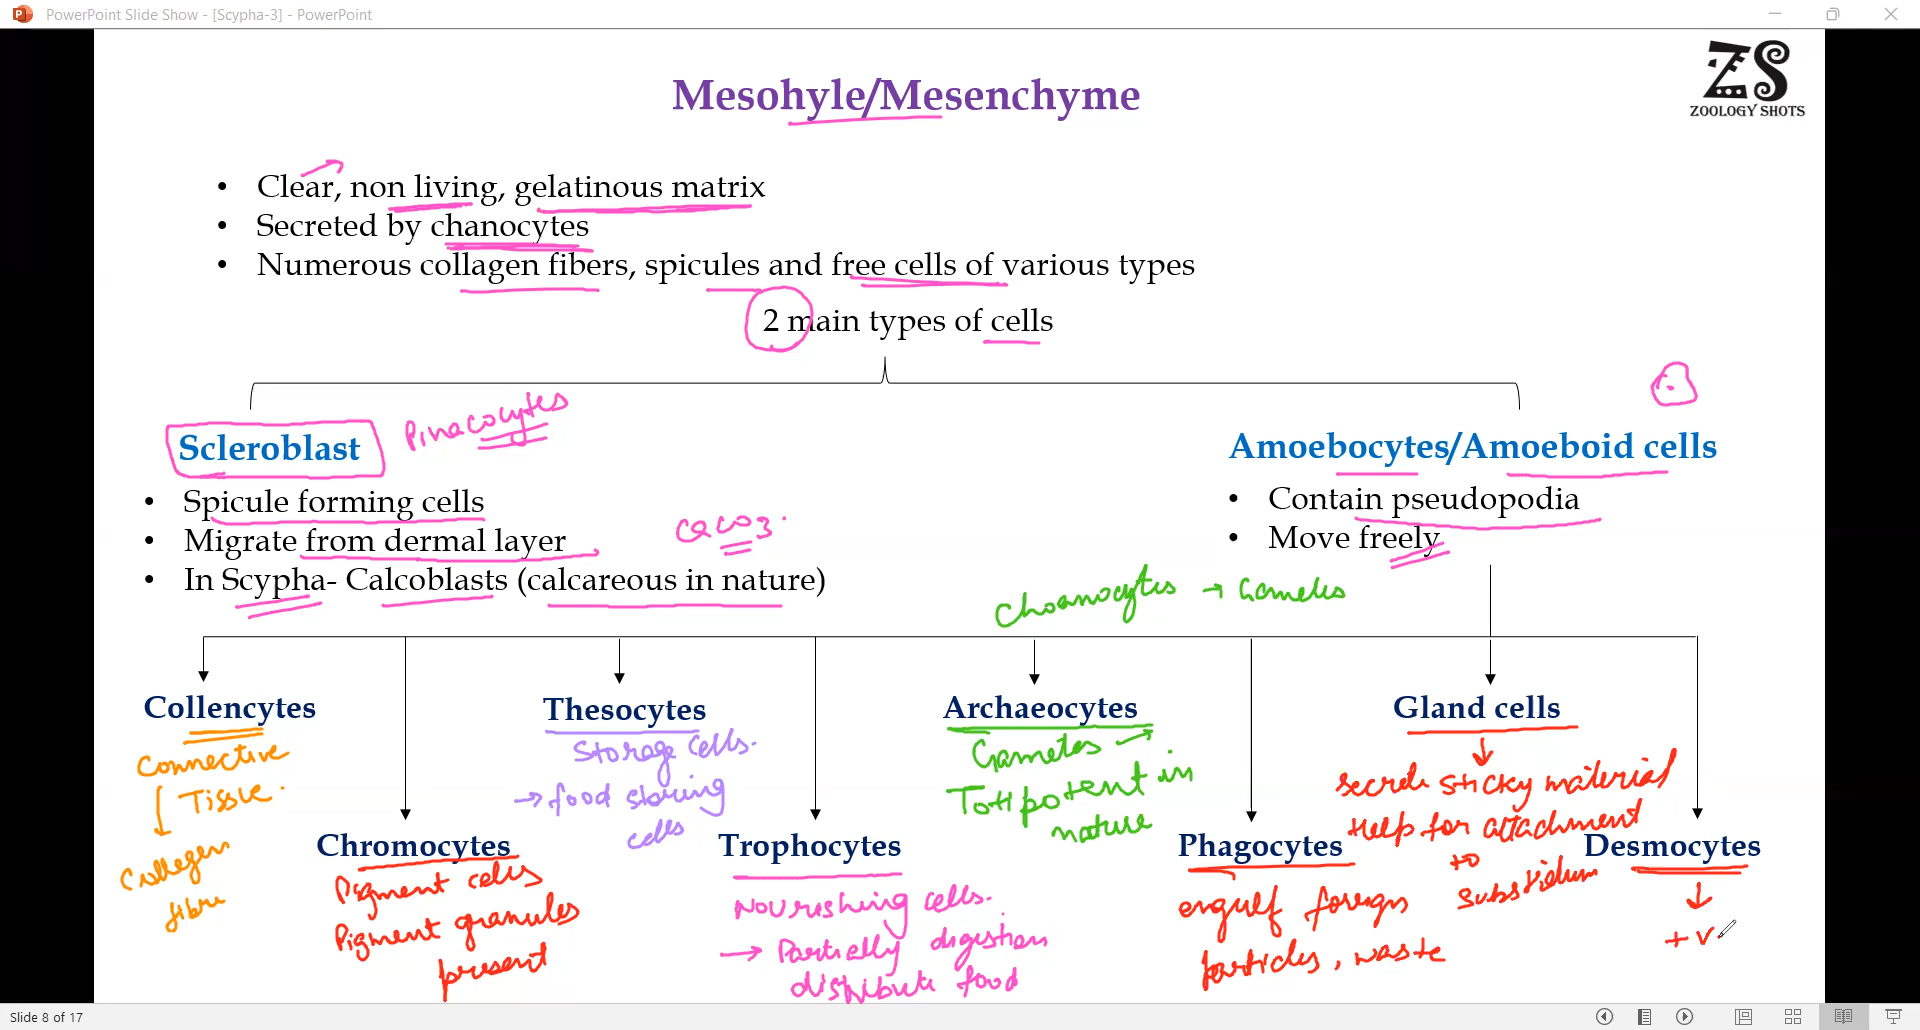 PowerPoint Slide Show - [Scypha-3] - PowerPoint
ZS
ZOOLOGY SHOTS
Mesohyle/Mesenchyme
• Clear, non living, gelatinous matrix
• Secreted by chanocytes
• Numerous collagen fibers, spicules and free cells of various types
2 main types of cells
Scleroblast
Pinacocytes
• Spicule forming cells
• Migrate from dermal layer
• In Scypha- Calcoblasts (calcareous in nature)
CaCO3.
Amoebocytes/Amoeboid cells
• Contain pseudopodia
• Move freely
Choanocytes → Gametes
Collencytes
Connective
Tissue.
Collegen
fibre
Chromocytes
Pigment cells
Pigment granules
present
Thesocytes
Storage cells.
→ food storing
cells
Trophocytes
Nourishing cells.
→ Partially digestion
distribute food
Archaeocytes
Gametes
Totipotent in
nature
Phagocytes
engulf foreign
particles, waste
Gland cells
secrete sticky material
Help for attachment
to
Desmocytes
+v
Slide 8 of 17